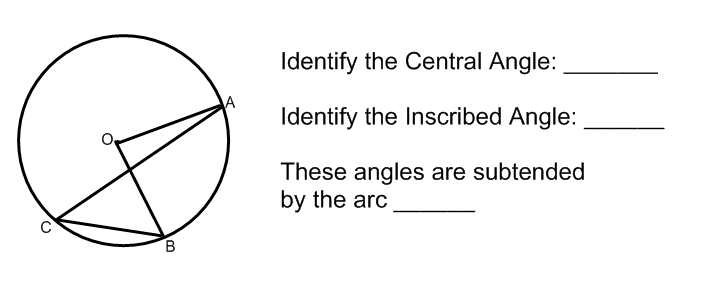 Identify the Central Angle: _______
A
Identify the Inscribed Angle: ______
O
These angles are subtended
by the arc ______
C
B